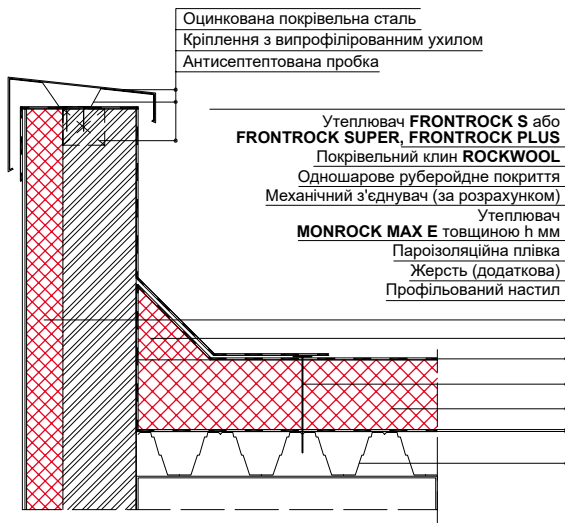 Оцинкована покрівельна сталь
Кріплення з випрофілірованним ухилом
Антисептептована пробка
Утеплювач FRONTROCK S або
FRONTROCK SUPER, FRONTROCK PLUS
Покрівельний клин ROCKWOOL
Одношарове руберойдне покриття
Механічний з'єднувач (за розрахунком)
Утеплювач
MONROCK MAX E товщиною h мм
Пароізоляційна плівка
Жерсть (додаткова)
Профільований настил